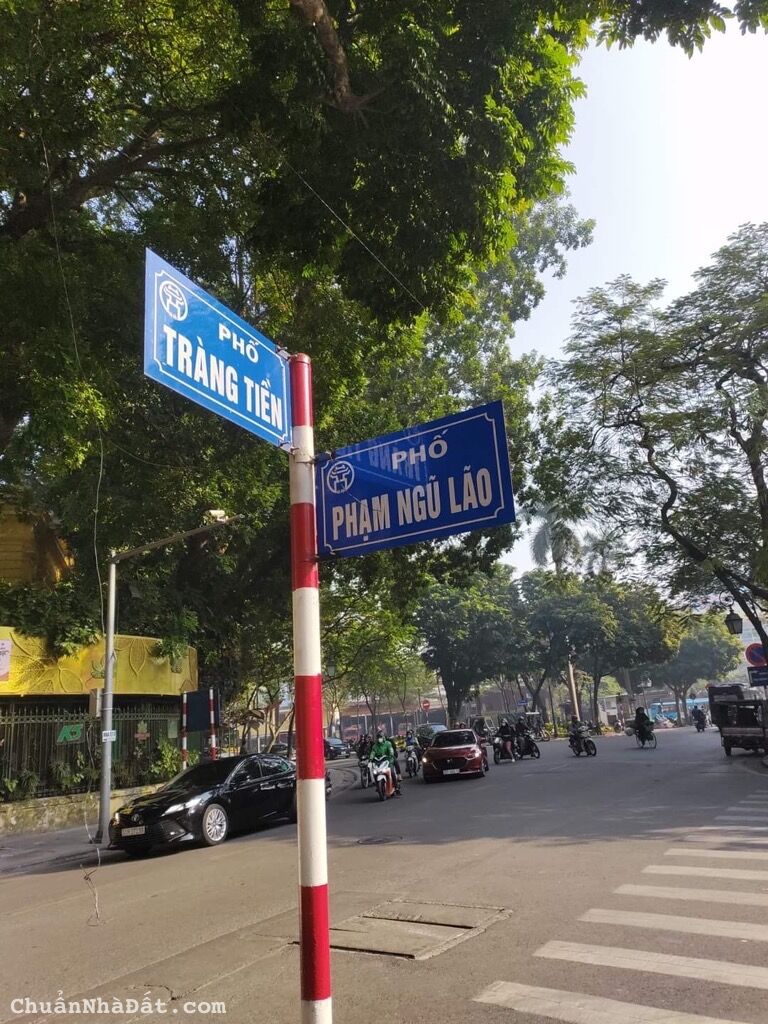 PHỐ
TRÀNG TIỀN
PHỐ
PHẠM NGŨ LÃO
ChuẩnNhàĐất.com